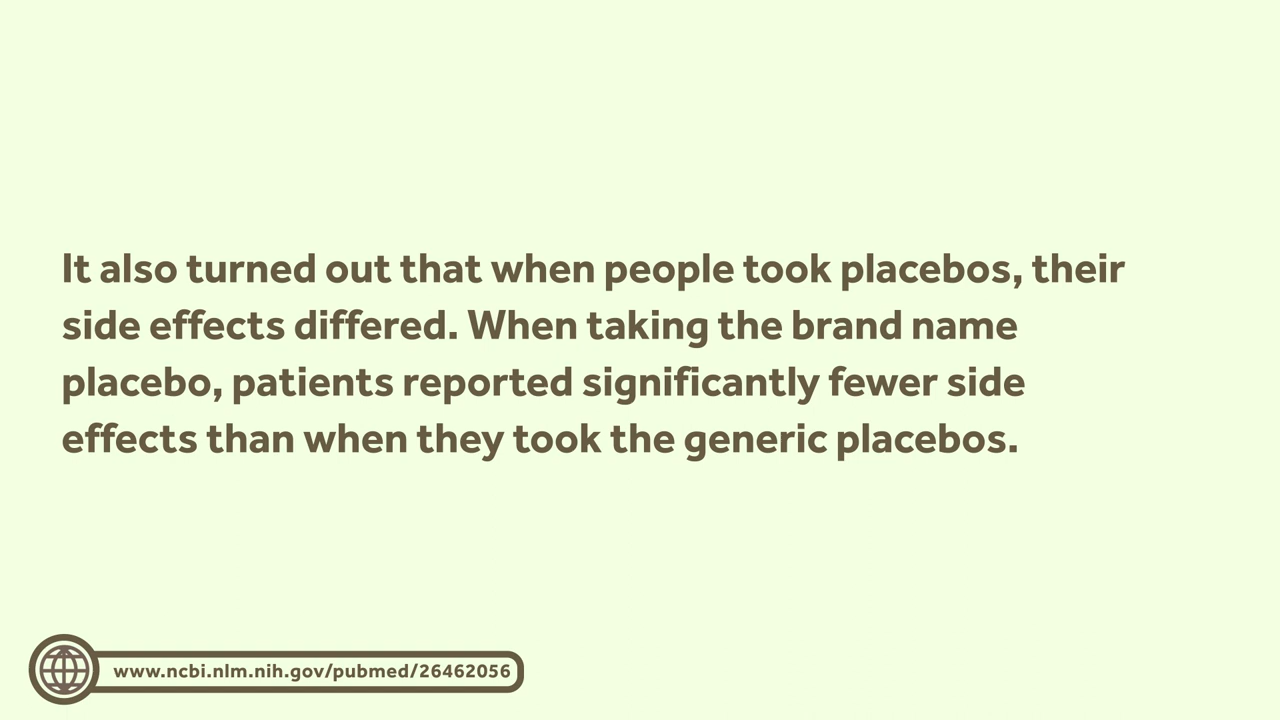 It also turned out that when people took placebos, their
side effects differed. When taking the brand name
placebo, patients reported significantly fewer side
effects than when they took the generic placebos.
www.ncbi.nlm.nih.gov/pubmed/26462056